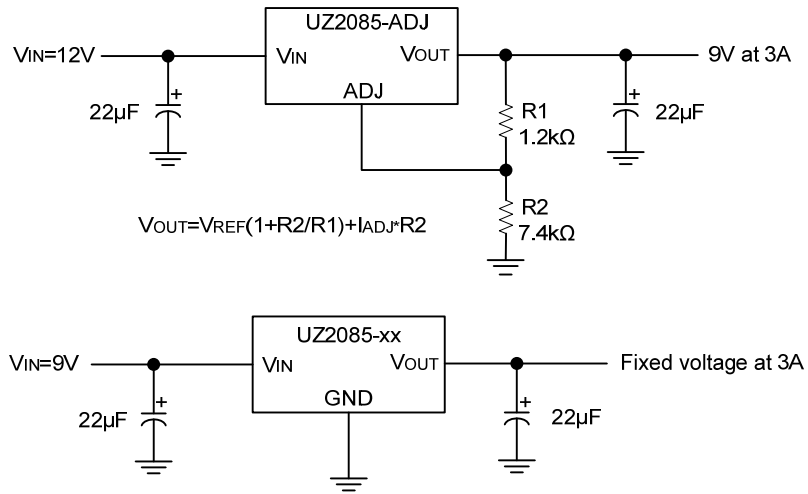 UZ2085-ADJ
VIN=12V
VIN
VOUT
9V at 3A
ADJ
22µF
+
R1
1.2kΩ
+
22µF
VOUT=VREF(1+R2/R1)+IADJ*R2
R2
7.4kΩ
UZ2085-xx
VIN=9V
VIN
VOUT
Fixed voltage at 3A
GND
22µF
+
+
22µF